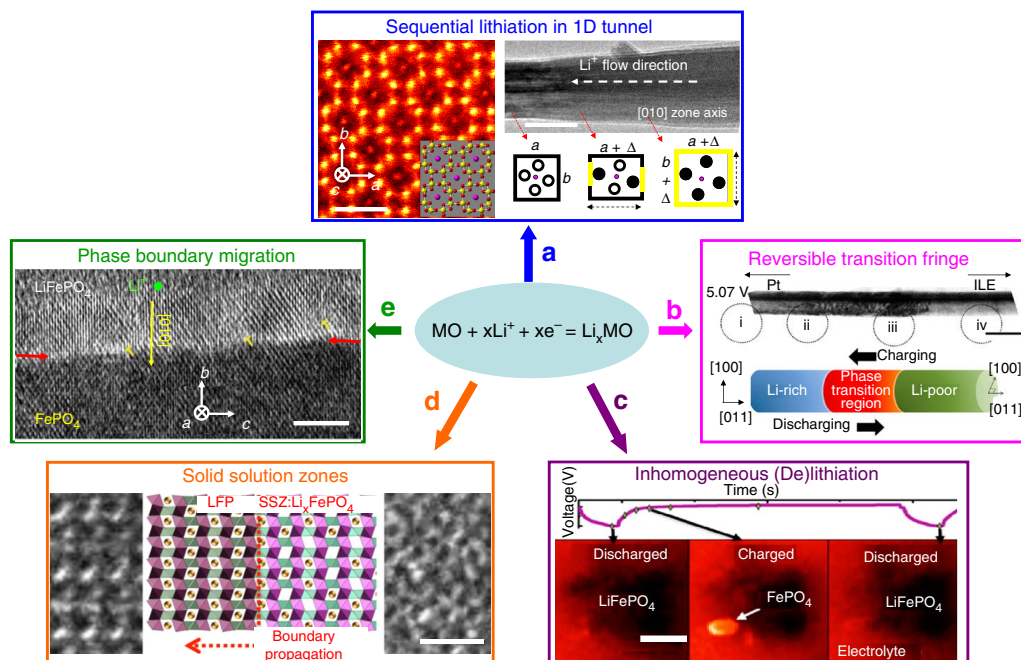 Sequential lithiation in 1D tunnel
Li⁺ flow direction
[010] zone axis
b
c
a
a
b
a + Δ
a +Δ
b
+
Δ
a
Phase boundary migration
LiFePO₄
Li⁺
[010]
b
a
c
FePO₄
e
MO + xLi⁺ + xe⁻ = LiₓMO
b
Reversible transition fringe
Pt
ILE
5.07 V
i
ii
iii
iv
Charging
[100]
[011]
Li-rich
Phase
transition
region
Li-poor
[100]
[011]
Discharging
d
c
Solid solution zones
LFP
SSZ:LiₓFePO₄
Boundary
propagation
Inhomogeneous (De)lithiation
Time (s)
Voltage(V)
Discharged
Charged
Discharged
LiFePO₄
FePO₄
LiFePO₄
Electrolyte